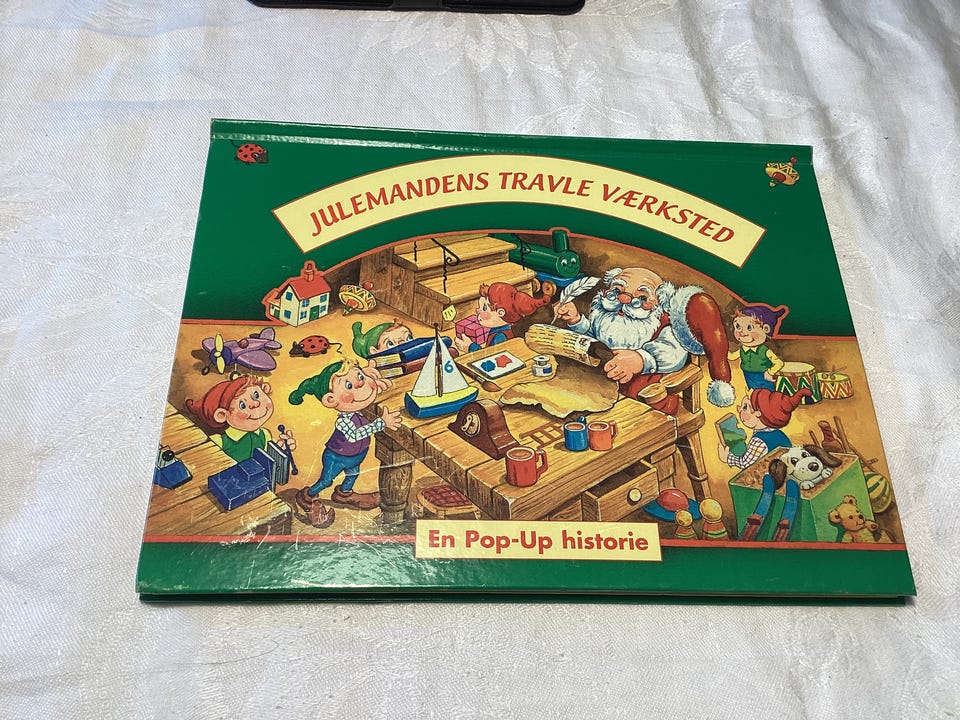 JULEMANDENS TRAVLE VÆRKSTED
En Pop-Up historie